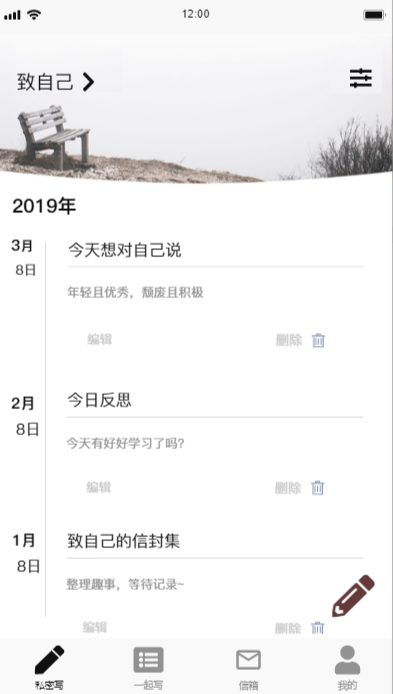 12:00
致自己
2019年
3月
8日
今天想对自己说
年轻且优秀，颓废且积极
编辑
删除
2月
8日
今日反思
今天有好好学习了吗?
编辑
删除
1月
8日
致自己的信封集
整理趣事，等待记录~
编辑
删除
私密写
一起写
信箱
我的